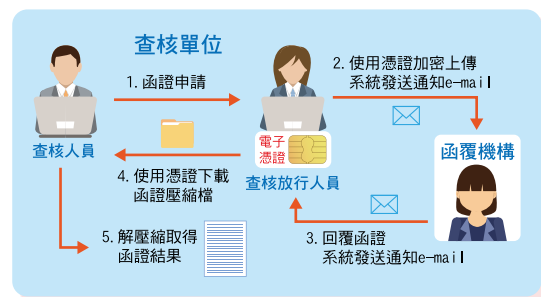 查核單位
1. 函證申請
2. 使用憑證加密上傳
系統發送通知e-mail
查核人員
電子
憑證
查核放行人員
函覆機構
4. 使用憑證下載
函證壓縮檔
3. 回覆函證
系統發送通知e-mail
5. 解壓縮取得
函證結果